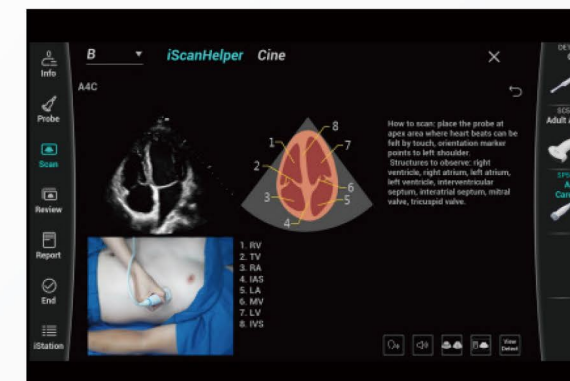 B
iScanHelper
Cine
Info
A4C
Probe
Scan
Review
Report
End
iStation
8
1
7
2
6
3
5
4
How to scan: place the probe at
apex area where heart beats can be
felt by touch, orientation marker
points to left shoulder
Structures to observe: right
ventricle, right atrium, left atrium,
left ventricle, interventricular
septum, interatrial septum, mitral
valve, tricuspid valve.
1. RV
2. TV
3. RA
4. IAS
5. LA
6. MV
7. LV
8. IVS
View
Detect
Adult